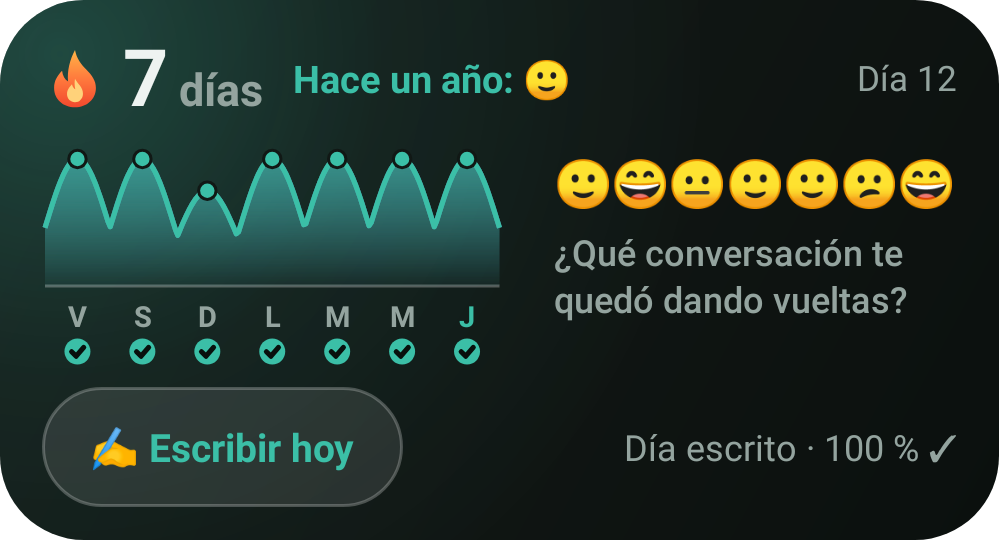 🔥 7 días Hace un año: 🙂 Día 12
🙂😄😐🙂🙂😕😄
¿Qué conversación te
quedó dando vueltas?
V S D L M M J
✍️ Escribir hoy
Día escrito · 100 % ✓